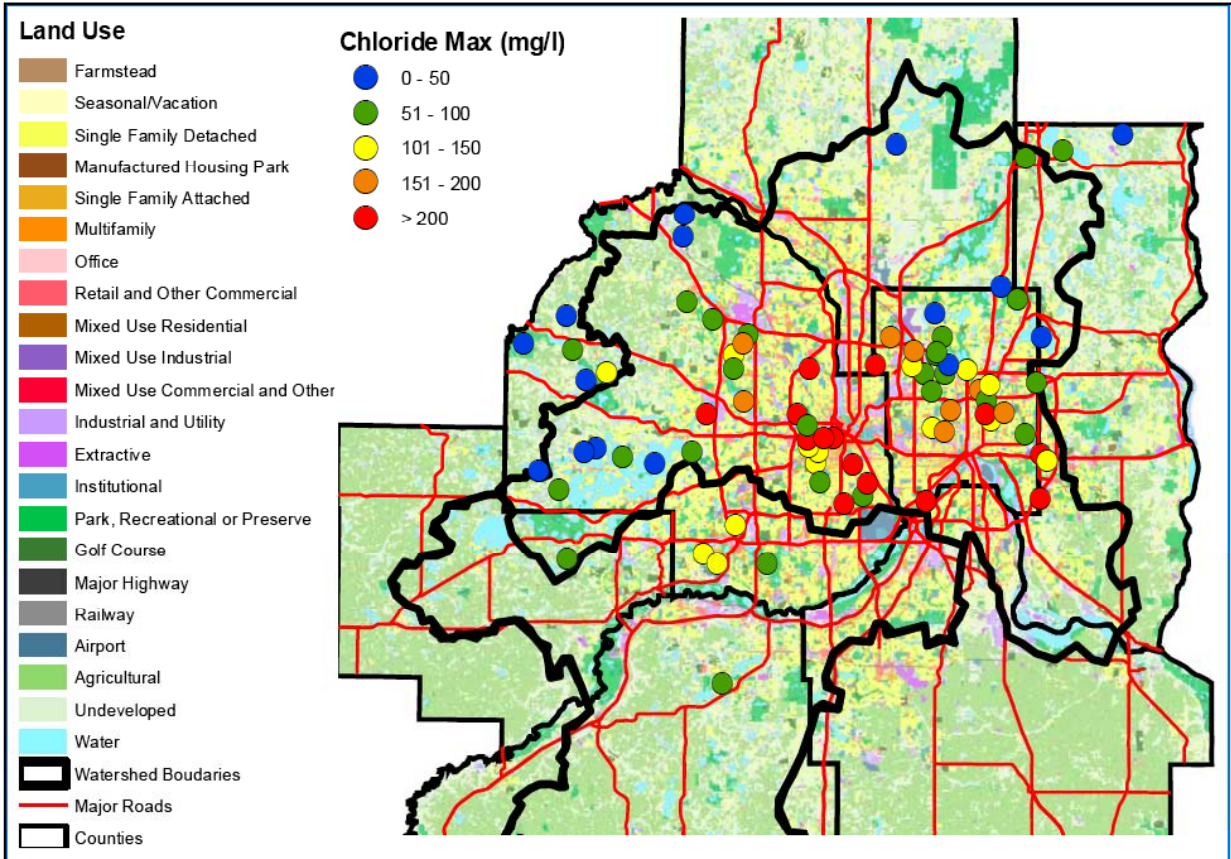 Land Use
Farmstead
Seasonal/Vacation
Single Family Detached
Manufactured Housing Park
Single Family Attached
Multifamily
Office
Retail and Other Commercial
Mixed Use Residential
Mixed Use Industrial
Mixed Use Commercial and Other
Industrial and Utility
Extractive
Institutional
Park, Recreational or Preserve
Golf Course
Major Highway
Railway
Airport
Agricultural
Undeveloped
Water
Watershed Boudaries
Major Roads
Counties
Chloride Max (mg/l)
0 - 50
51 - 100
101 - 150
151 - 200
> 200